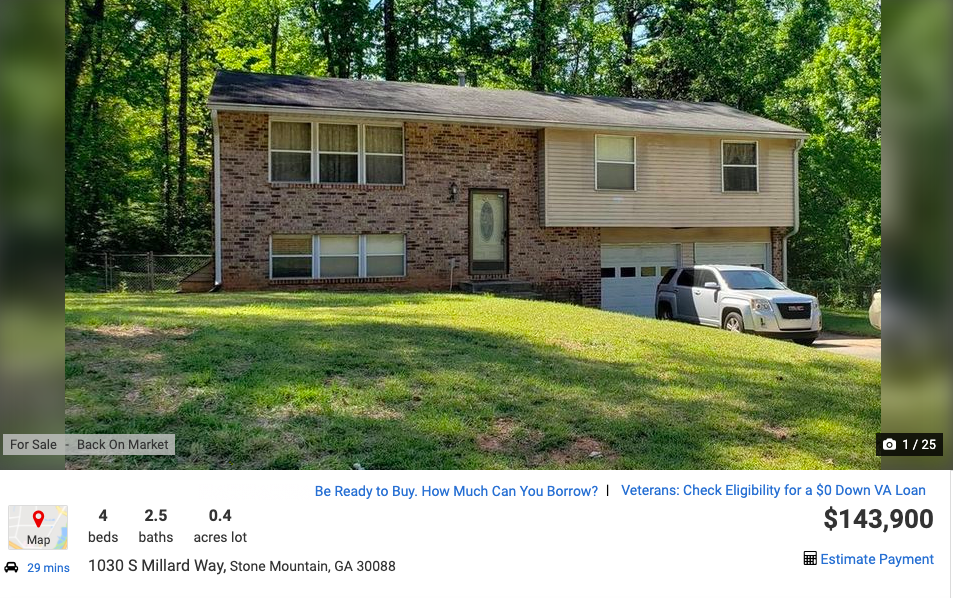 For Sale - Back On Market
1 / 25
Be Ready to Buy. How Much Can You Borrow? | Veterans: Check Eligibility for a $0 Down VA Loan
4 2.5 0.4 $143,900
Map beds baths acres lot
29 mins 1030 S Millard Way, Stone Mountain, GA 30088 Estimate Payment